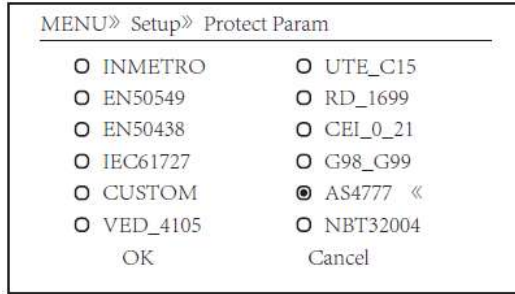 MENU» Setup» Protect Param
INMETRO UTE_C15
EN50549 RD_1699
EN50438 CEI_0_21
IEC61727 G98_G99
CUSTOM AS4777 «
VED_4105 NBT32004
OK Cancel